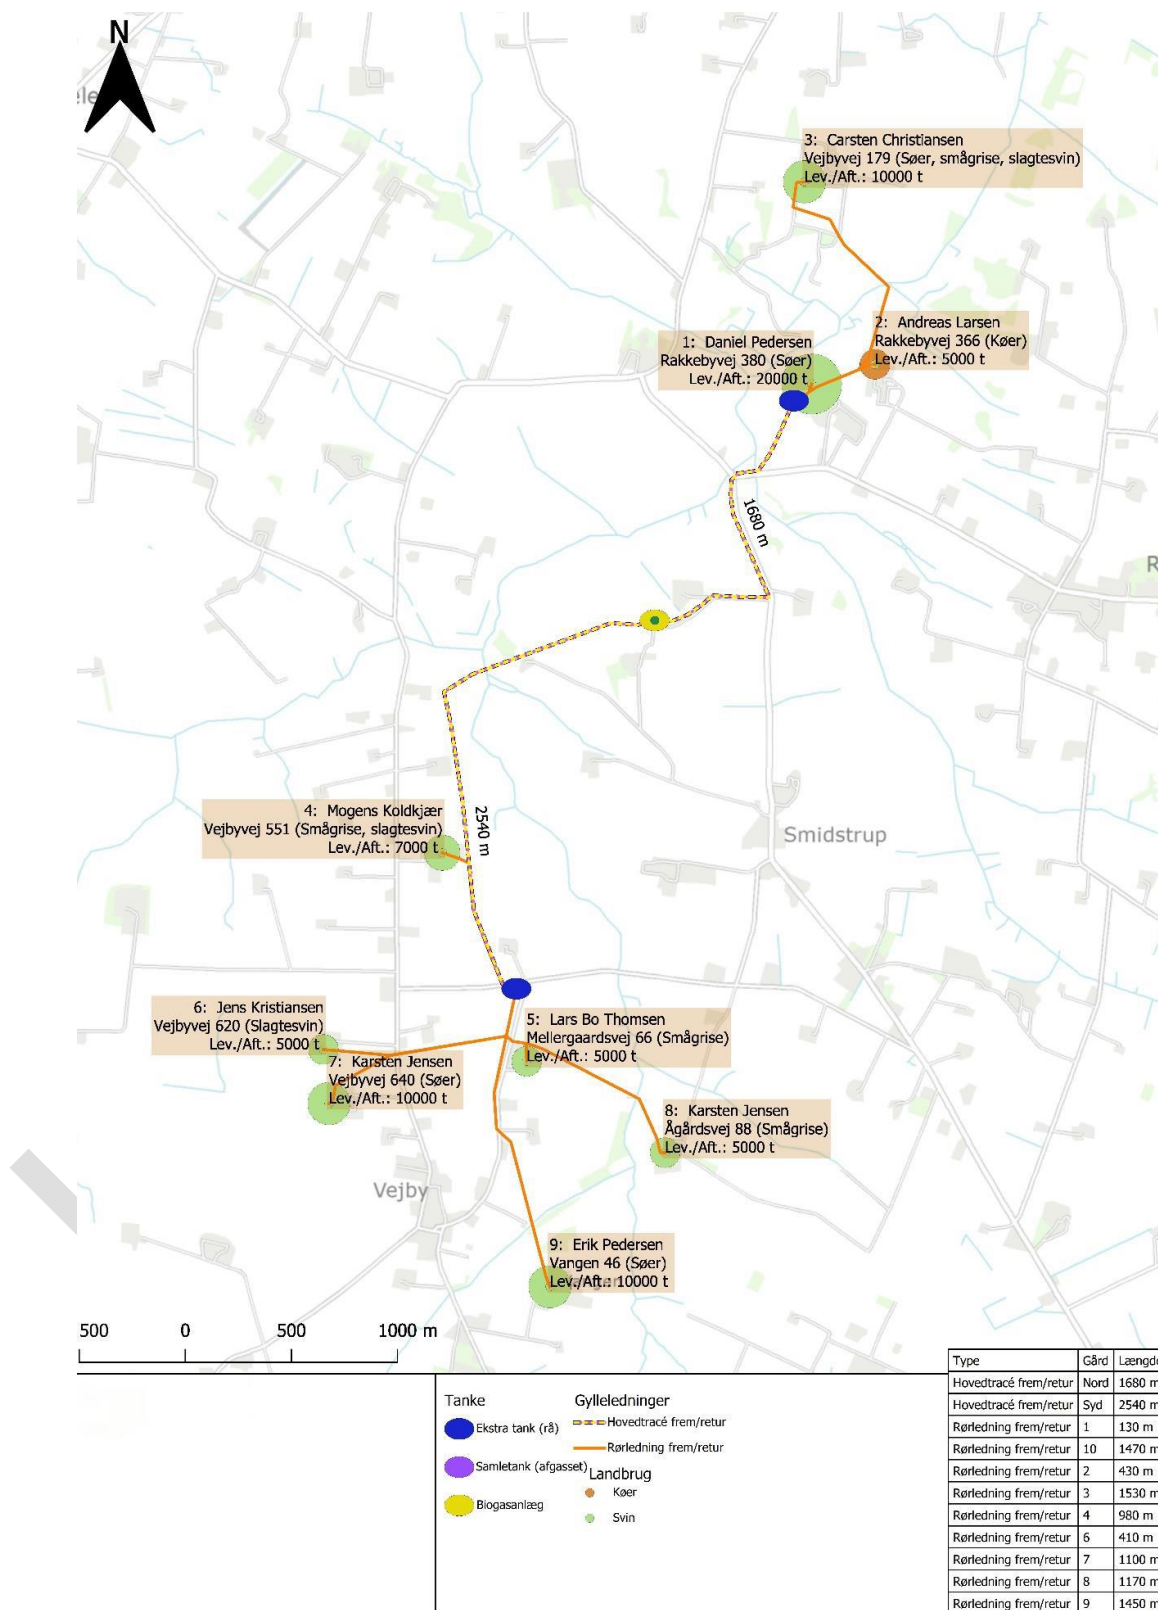 N
3: Carsten Christiansen
Vejbyvej 179 (Søer, smågrise, slagtesvin)
Lev./Aft.: 10000 t
2: Andreas Larsen
Rakkebyvej 366 (Køer)
Lev./Aft.: 5000 t
1: Daniel Pedersen
Rakkebyvej 380 (Søer)
Lev./Aft.: 20000 t
1680 m
R
4: Mogens Koldkjær
Vejbyvej 551 (Smågrise, slagtesvin)
Lev./Aft.: 7000 t
2540 m
Smidstrup
6: Jens Kristiansen
Vejbyvej 620 (Slagtesvin)
Lev./Aft.: 5000 t
5: Lars Bo Thomsen
Mellergaardsvej 66 (Smågrise)
Lev./Aft.: 5000 t
7: Karsten Jensen
Vejbyvej 640 (Søer)
Lev./Aft.: 10000 t
8: Karsten Jensen
Ågårdsvej 88 (Smågrise)
Lev./Aft.: 5000 t
Vejby
9: Erik Pedersen
Vangen 46 (Søer)
Lev./Aft.: 10000 t
500 0 500 1000 m
Tanke
Ekstra tank (rå)
Samletank (afgasset)
Biogasanlæg
Gylleledninger
Hovedtracé frem/retur
Rørledning frem/retur
Landbrug
Køer
Svin
Type Gård Længde
Hovedtracé frem/retur Nord 1680 m
Hovedtracé frem/retur Syd 2540 m
Rørledning frem/retur 1 130 m
Rørledning frem/retur 10 1470 m
Rørledning frem/retur 2 430 m
Rørledning frem/retur 3 1530 m
Rørledning frem/retur 4 980 m
Rørledning frem/retur 6 410 m
Rørledning frem/retur 7 1100 m
Rørledning frem/retur 8 1170 m
Rørledning frem/retur 9 1450 m